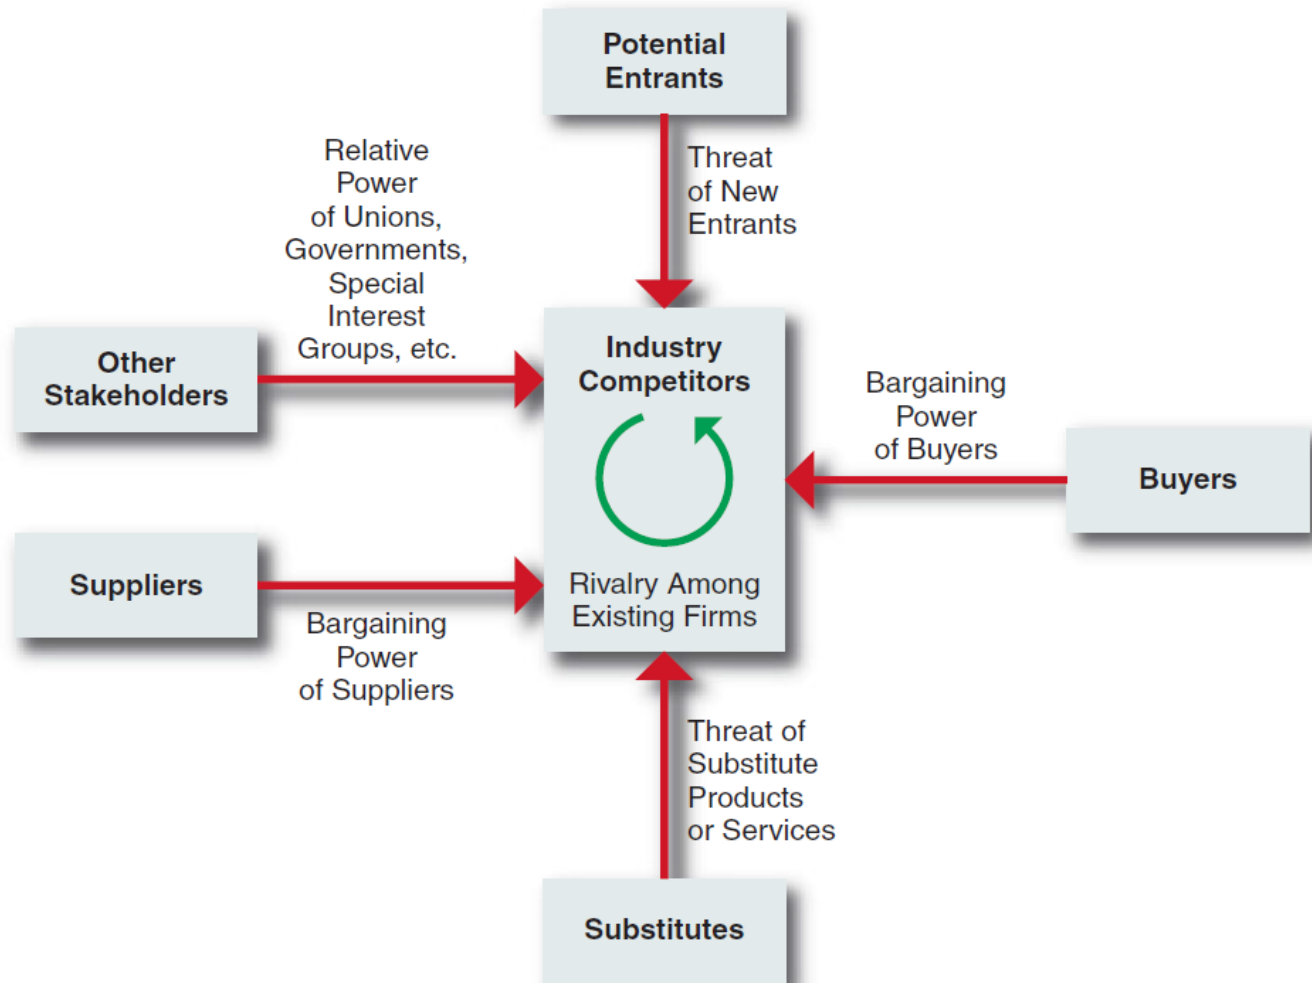 Potential
Entrants
Threat
of New
Entrants
Relative
Power
of Unions,
Governments,
Special
Interest
Groups, etc.
Other
Stakeholders
Industry
Competitors
Rivalry Among
Existing Firms
Bargaining
Power
of Buyers
Buyers
Suppliers
Bargaining
Power
of Suppliers
Threat of
Substitute
Products
or Services
Substitutes